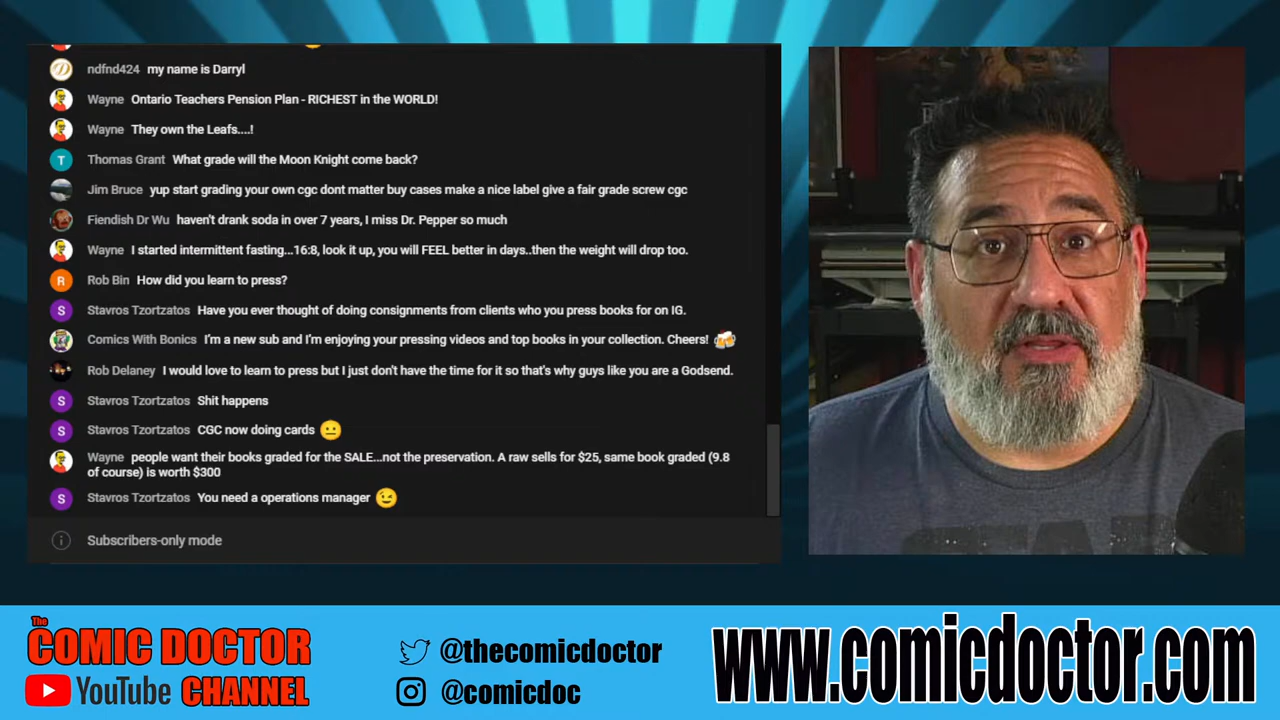 ndfnd424 my name is Darryl
Wayne Ontario Teachers Pension Plan - RICHEST in the WORLD!
Wayne They own the Leafs....!
T Thomas Grant What grade will the Moon Knight come back?
Jim Bruce yup start grading your own cgc dont matter buy cases make a nice label give a fair grade screw cgc
Fiendish Dr Wu haven't drank soda in over 7 years, I miss Dr. Pepper so much
Wayne I started intermittent fasting...16:8, look it up, you will FEEL better in days..then the weight will drop too.
R Rob Bin How did you learn to press?
S Stavros Tzortzatos Have you ever thought of doing consignments from clients who you press books for on IG.
Comics With Bonics I'm a new sub and I'm enjoying your pressing videos and top books in your collection. Cheers! 🍻
Rob Delaney I would love to learn to press but I just don't have the time for it so that's why guys like you are a Godsend.
S Stavros Tzortzatos Shit happens
S Stavros Tzortzatos CGC now doing cards 😐
Wayne people want their books graded for the SALE...not the preservation. A raw sells for $25, same book graded (9.8
of course) is worth $300
S Stavros Tzortzatos You need a operations manager 😉
Subscribers-only mode
The
COMIC DOCTOR
YouTube CHANNEL
@thecomicdoctor
@comicdoc
www.comicdoctor.com